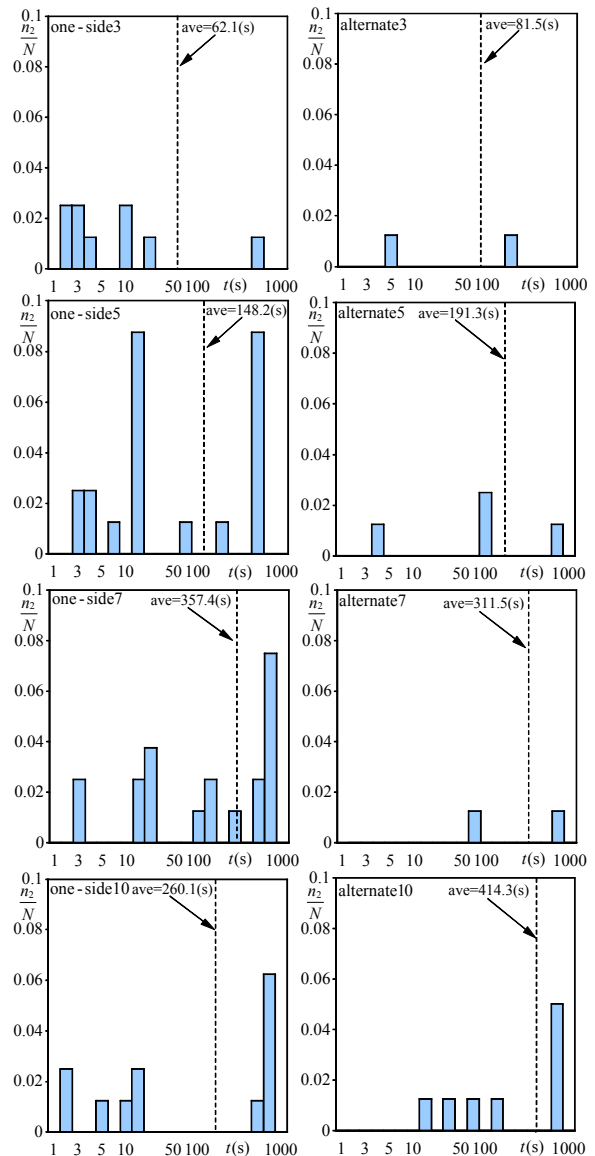 0.1 one-side3 ave=62.1(s)
n₂/N
0.08
0.06
0.04
0.02
0
1 3 5 10 50 100 t(s) 1000
0.1 alternate3 ave=81.5(s)
n₂/N
0.08
0.06
0.04
0.02
0
1 3 5 10 50 100 t(s) 1000
0.1 one-side5 ave=148.2(s)
n₂/N
0.08
0.06
0.04
0.02
0
1 3 5 10 50 100 t(s) 1000
0.1 alternate5 ave=191.3(s)
n₂/N
0.08
0.06
0.04
0.02
0
1 3 5 10 50 100 t(s) 1000
0.1 one-side7 ave=357.4(s)
n₂/N
0.08
0.06
0.04
0.02
0
1 3 5 10 50 100 t(s) 1000
0.1 alternate7 ave=311.5(s)
n₂/N
0.08
0.06
0.04
0.02
0
1 3 5 10 50 100 t(s) 1000
0.1 one-side10 ave=260.1(s)
n₂/N
0.08
0.06
0.04
0.02
0
1 3 5 10 50 100 t(s) 1000
0.1 alternate10 ave=414.3(s)
n₂/N
0.08
0.06
0.04
0.02
0
1 3 5 10 50 100 t(s) 1000